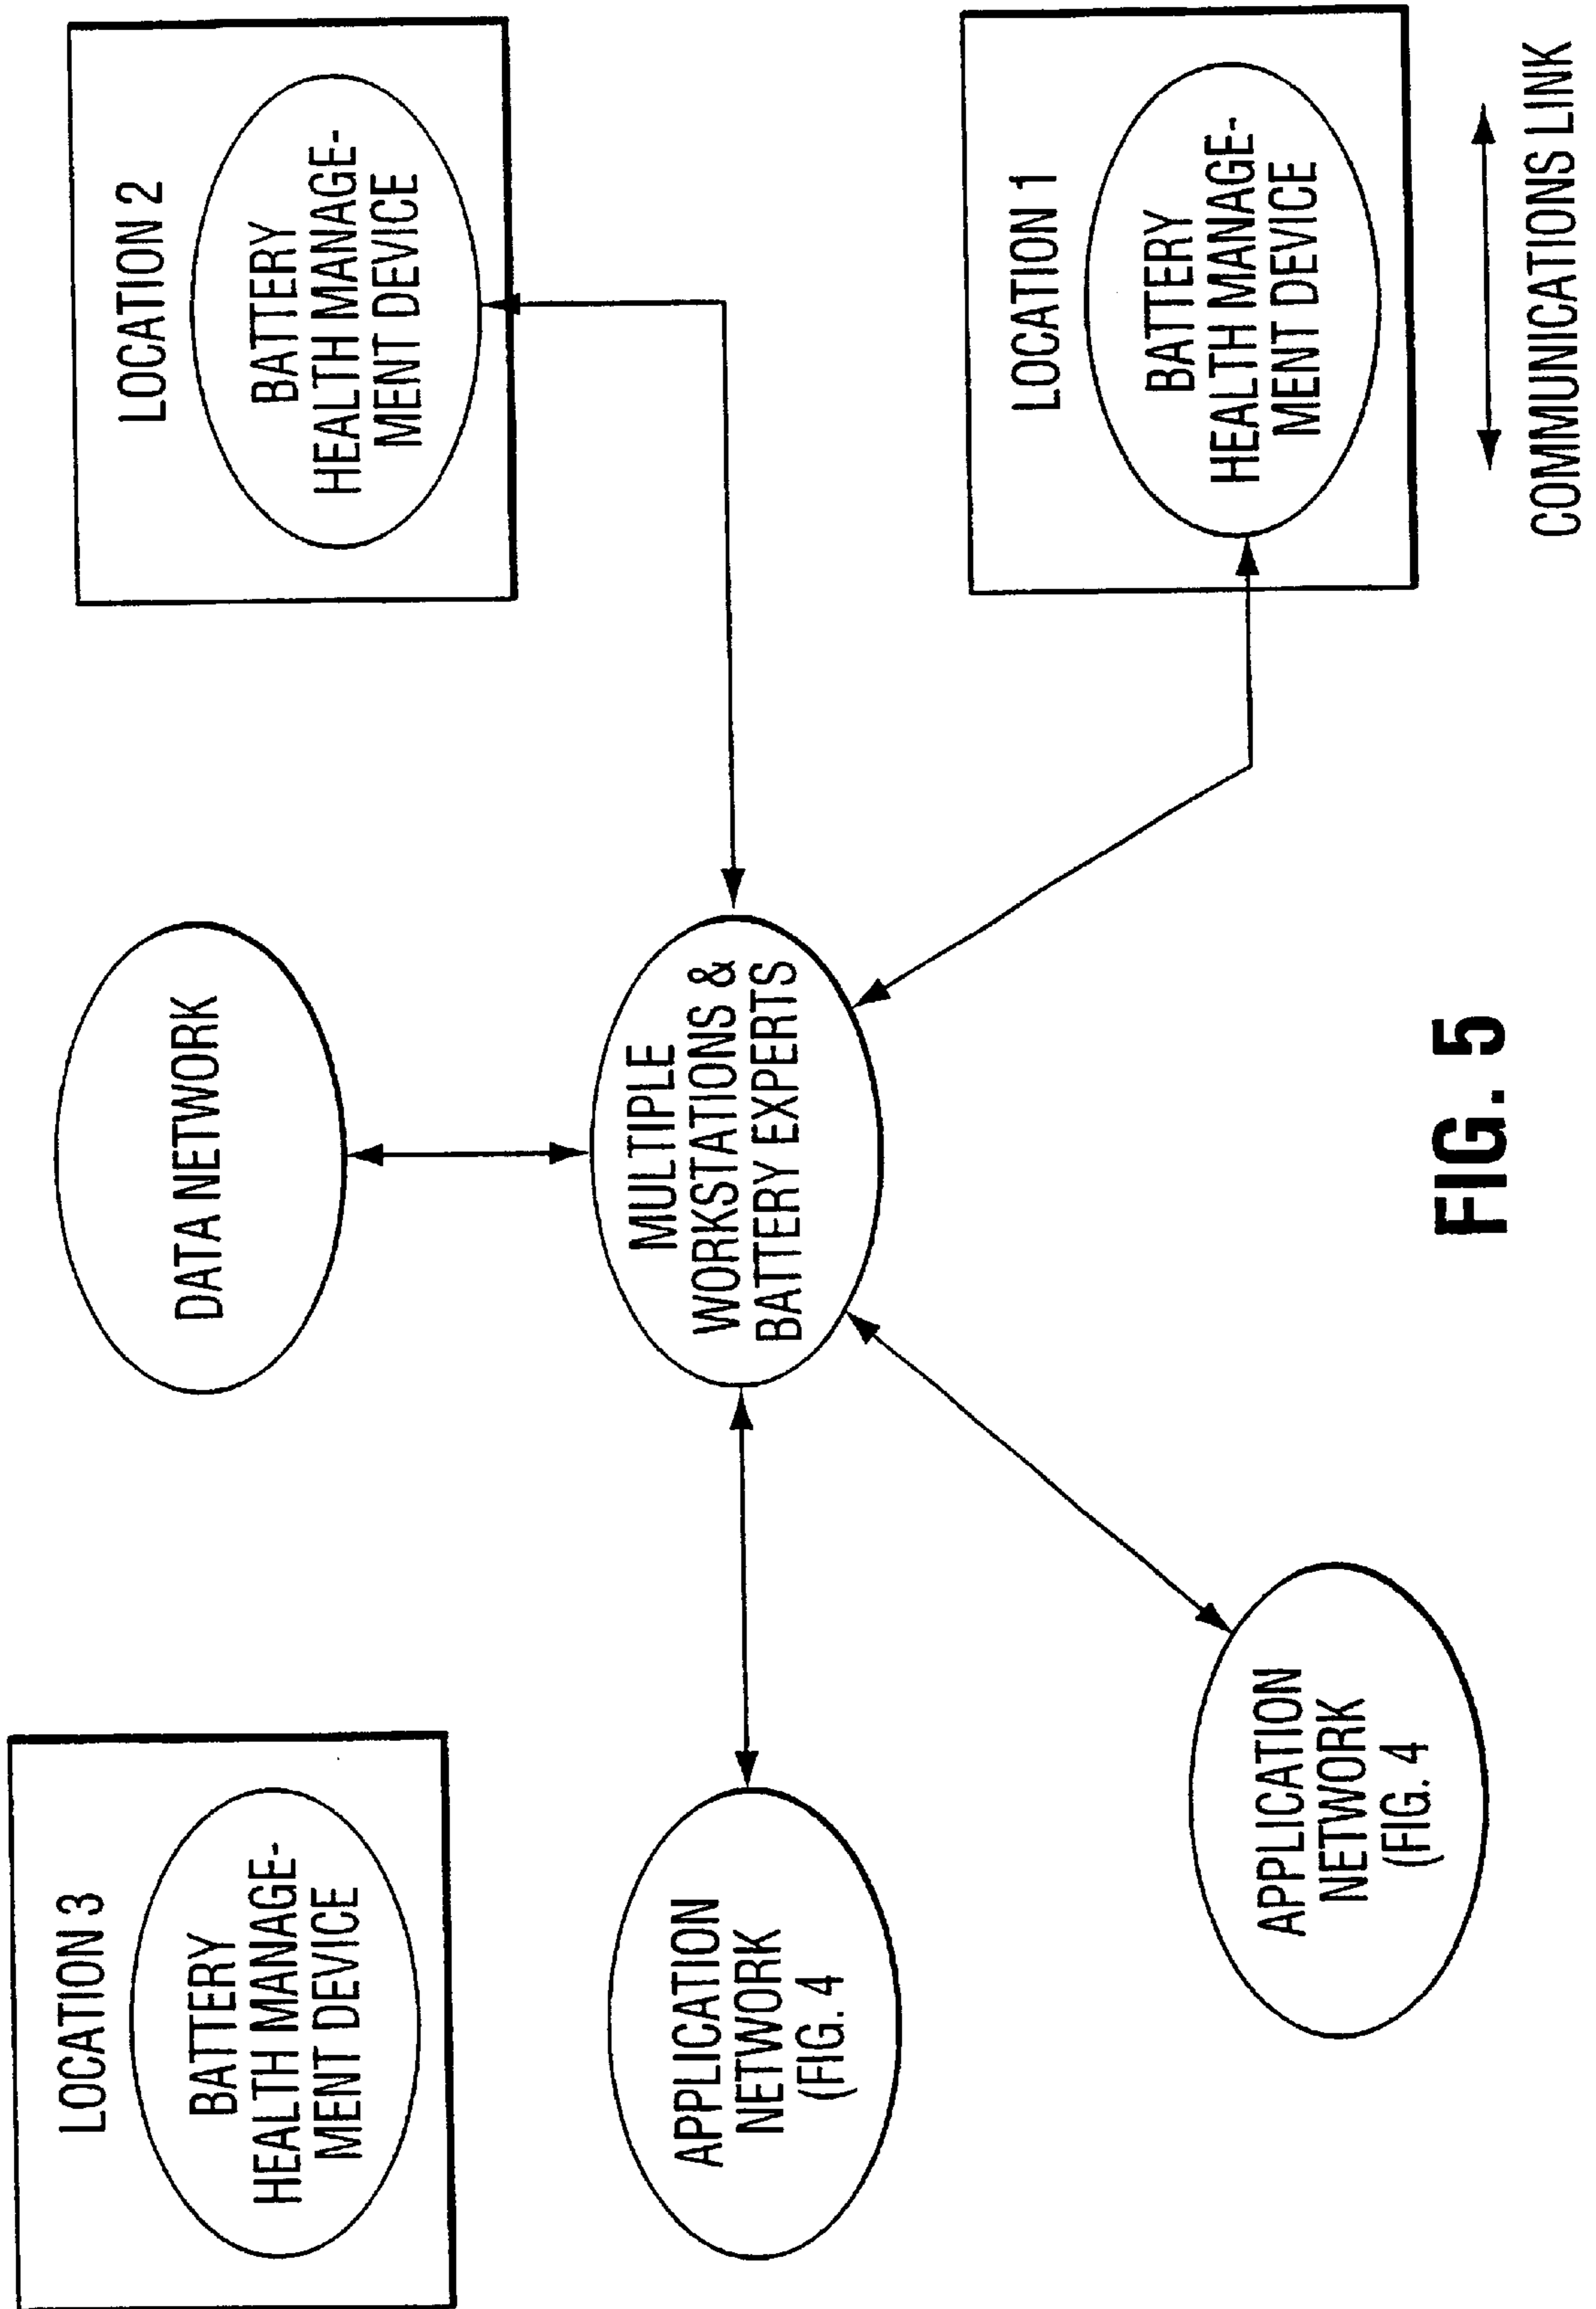 LOCATION 3
BATTERY
HEALTH MANAGE-
MENT DEVICE
DATA NETWORK
LOCATION 2
BATTERY
HEALTH MANAGE-
MENT DEVICE
APPLICATION
NETWORK
(FIG. 4
MULTIPLE
WORKSTATIONS &
BATTERY EXPERTS
APPLICATION
NETWORK
(FIG. 4
LOCATION 1
BATTERY
HEALTH MANAGE-
MENT DEVICE
COMMUNICATIONS LINK
FIG. 5